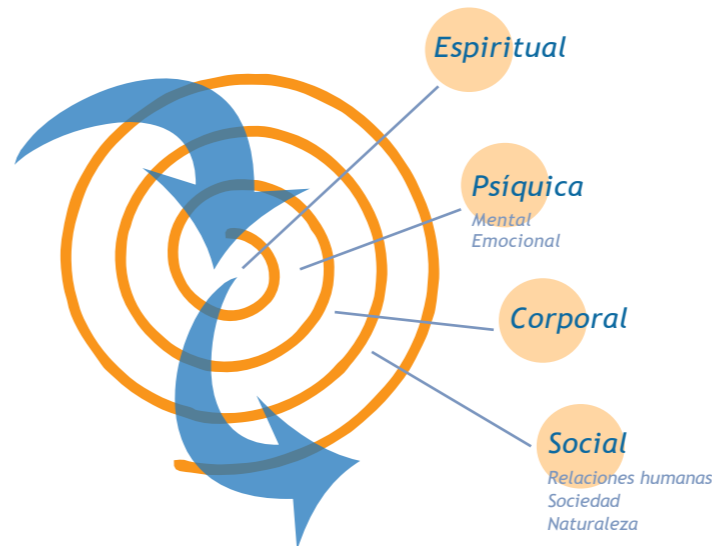 Espiritual
Psíquica
Mental
Emocional
Corporal
Social
Relaciones humanas
Sociedad
Naturaleza